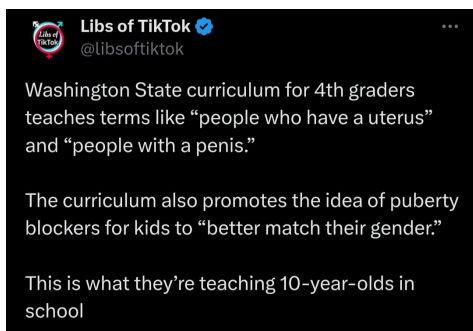 Libs of TikTok
@libsoftiktok
Libs of
TikTok
Washington State curriculum for 4th graders
teaches terms like “people who have a uterus”
and “people with a penis.”
The curriculum also promotes the idea of puberty
blockers for kids to “better match their gender.”
This is what they’re teaching 10-year-olds in
school